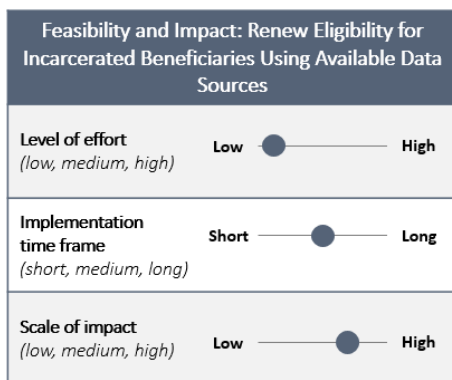 Feasibility and Impact: Renew Eligibility for
Incarcerated Beneficiaries Using Available Data
Sources
Level of effort
(low, medium, high)
Low High
Implementation
time frame
(short, medium, long)
Short Long
Scale of impact
(low, medium, high)
Low High